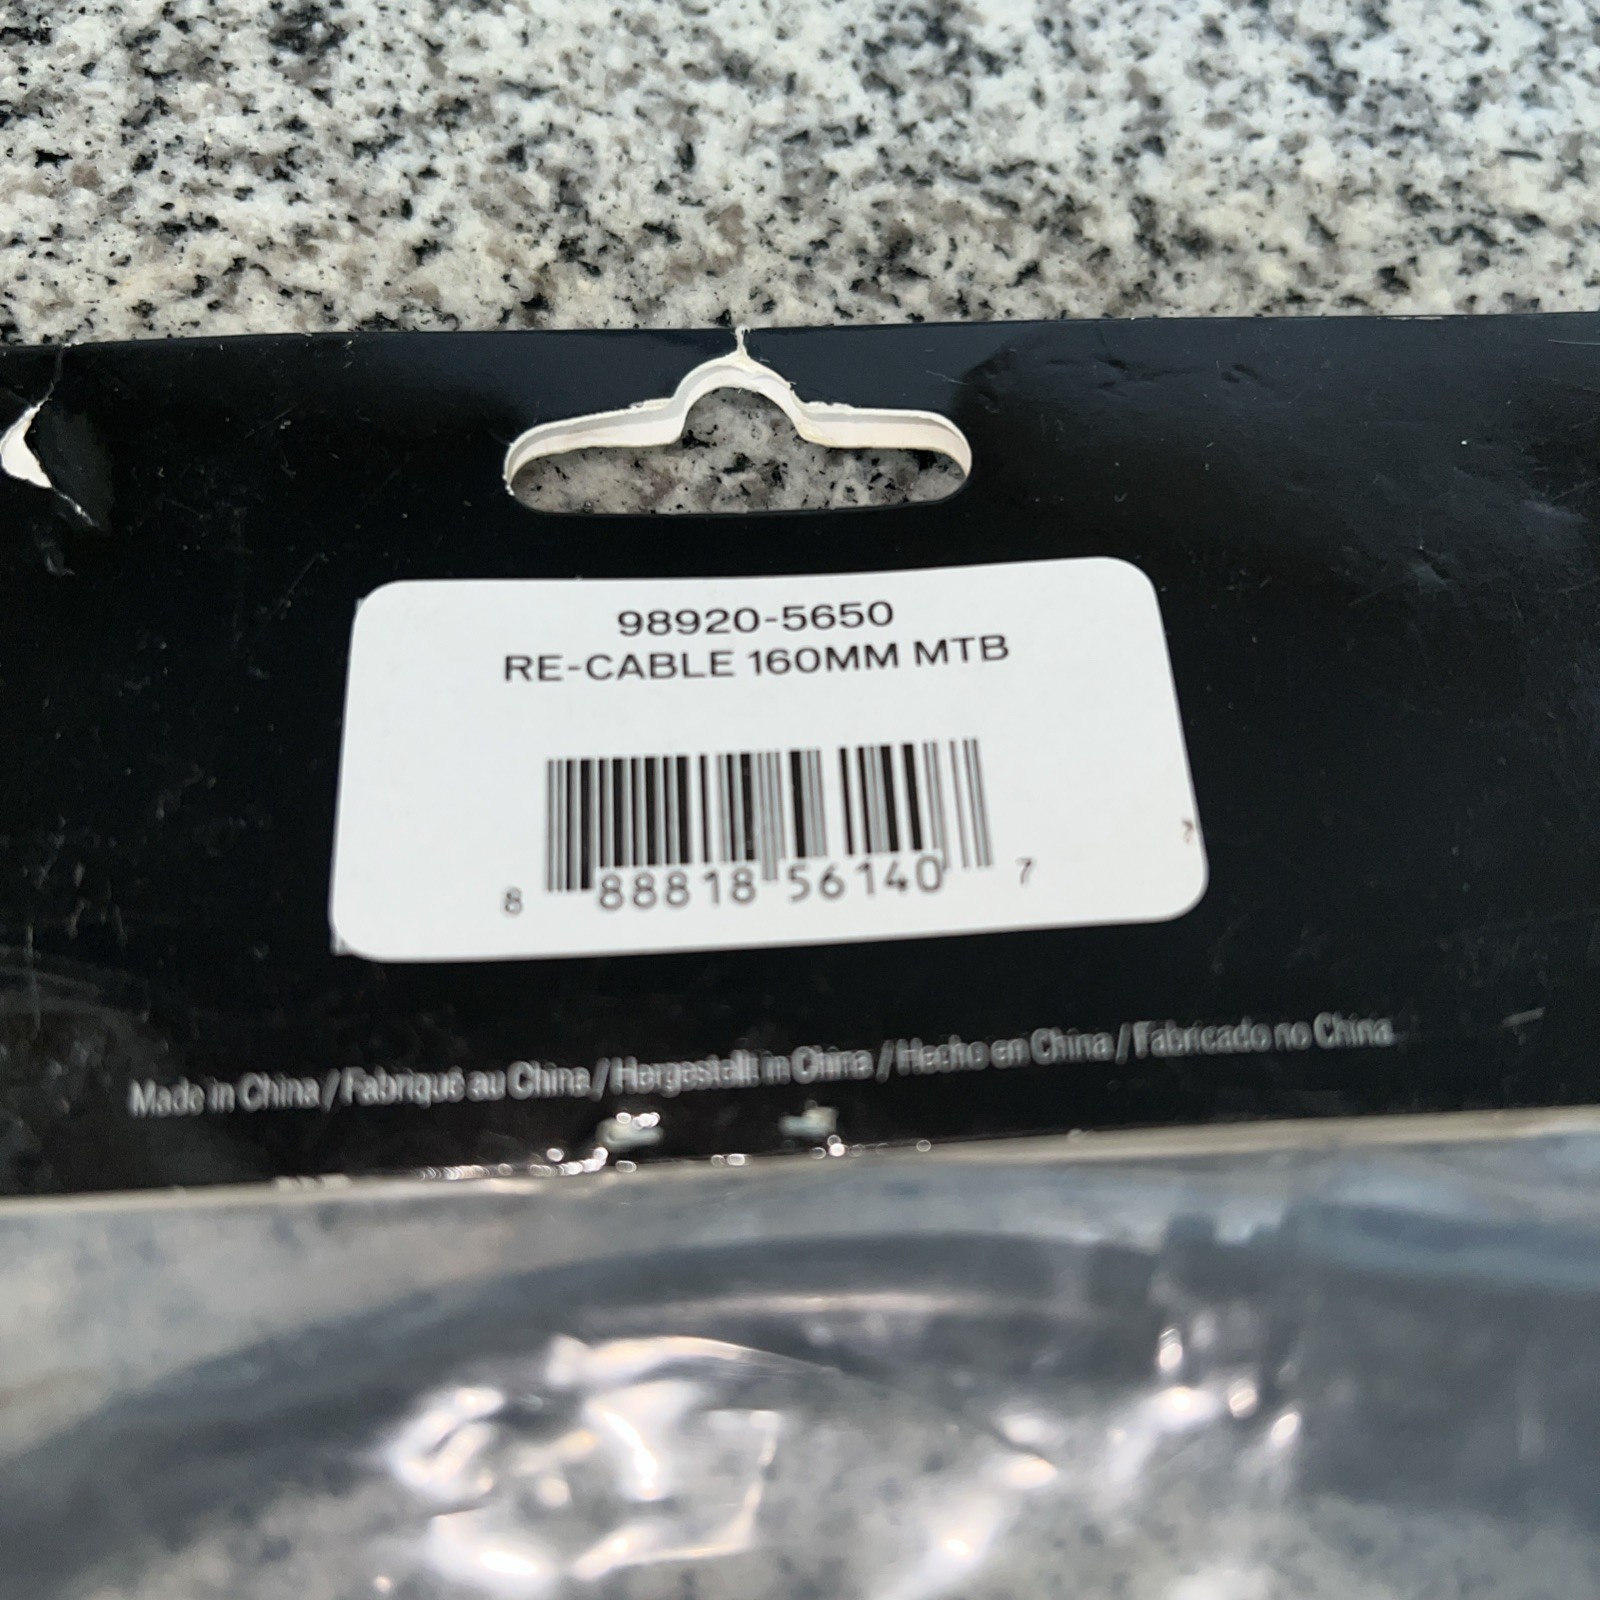 98920-5650
RE-CABLE 160MM MTB
8 88818 56140 7
Made in China / Fabriqué au China / Hergestellt in China / Hecho en China / Fabricado no China